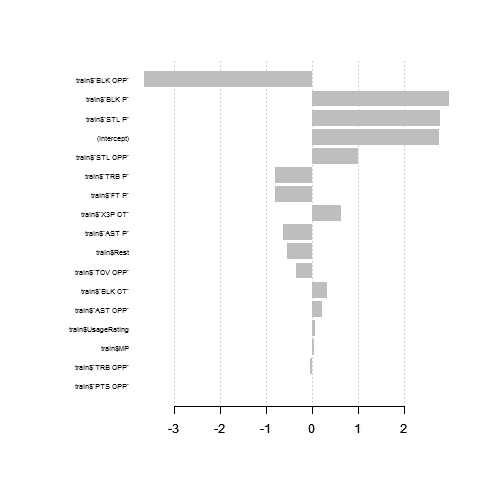 train$`BLK OPP`
train$`BLK P`
train$`STL P`
(Intercept)
train$`STL OPP`
train$`TRB P`
train$`FT P`
train$`X3P OT`
train$`AST P`
train$Rest
train$`TOV OPP`
train$`BLK OT`
train$`AST OPP`
train$UsageRating
train$MP
train$`TRB OPP`
train$`PTS OPP`
-3 -2 -1 0 1 2